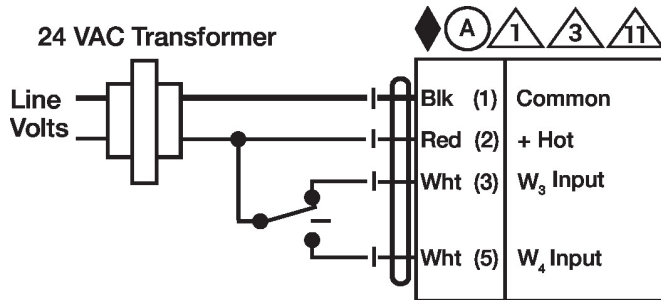 24 VAC Transformer
A 1 3 11
Line
Volts
Blk (1) Common
Red (2) + Hot
Wht (3) W3 Input
Wht (5) W4 Input